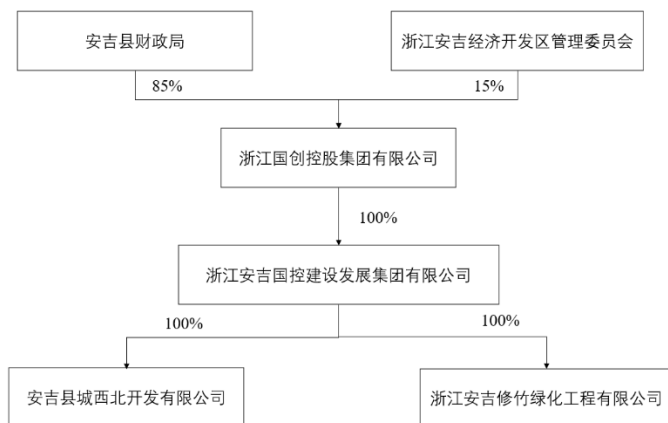 安吉县财政局
浙江安吉经济开发区管理委员会
85%
15%
浙江国创控股集团有限公司
100%
浙江安吉国控建设发展集团有限公司
100%
100%
安吉县城西北开发有限公司
浙江安吉修竹绿化工程有限公司